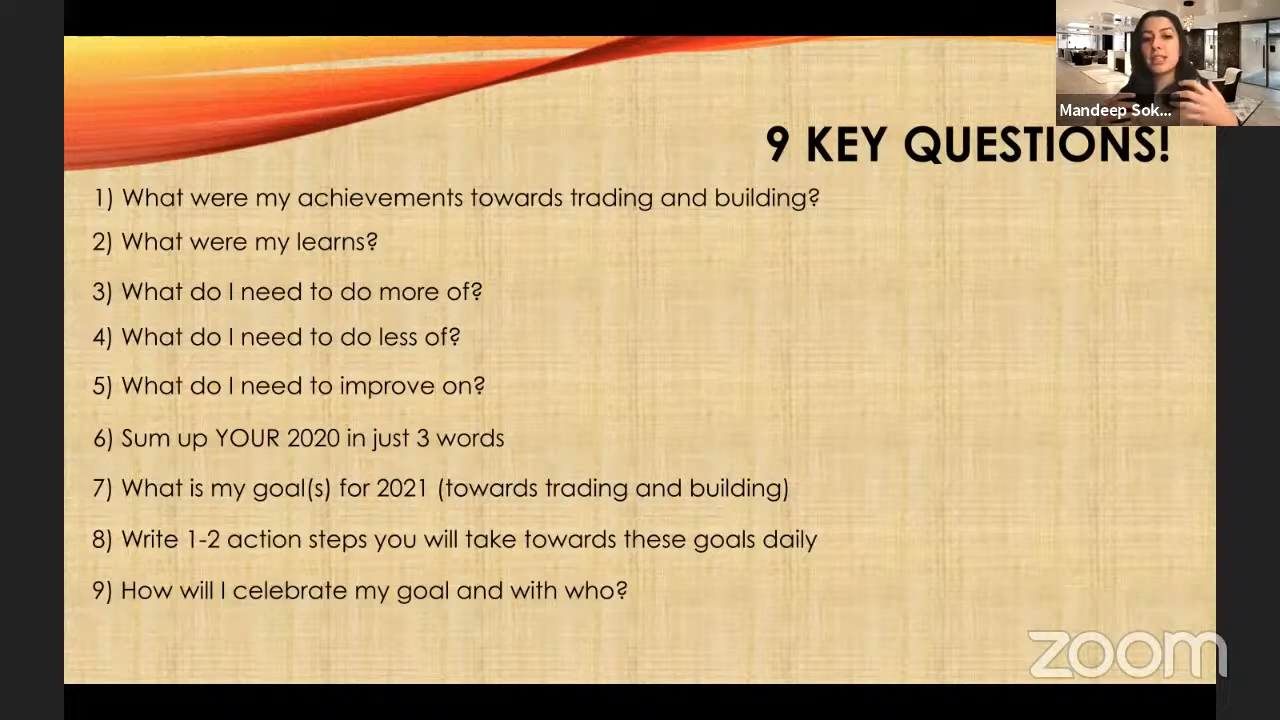 Mandeep Sok...
9 KEY QUESTIONS!
1) What were my achievements towards trading and building?
2) What were my learns?
3) What do I need to do more of?
4) What do I need to do less of?
5) What do I need to improve on?
6) Sum up YOUR 2020 in just 3 words
7) What is my goal(s) for 2021 (towards trading and building)
8) Write 1-2 action steps you will take towards these goals daily
9) How will I celebrate my goal and with who?
zoom